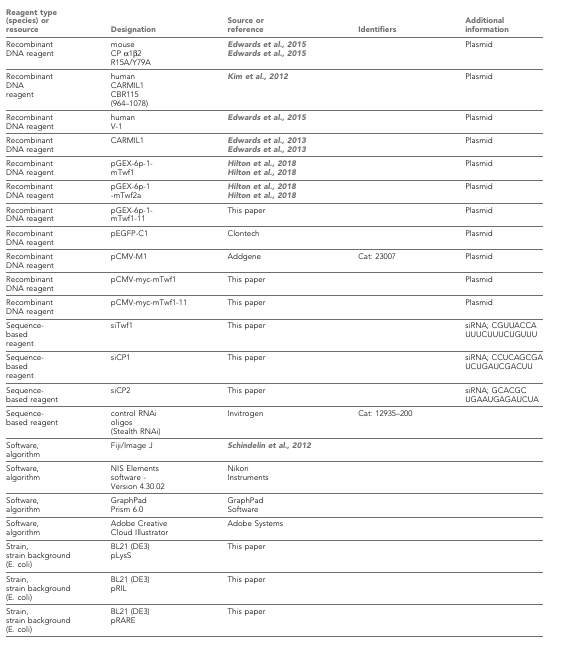 Reagent type
(species) or
resource
Designation
Source or
reference
Identifiers
Additional
information
Recombinant
DNA reagent
mouse
CP α1β2
R15A/Y79A
Edwards et al., 2015
Edwards et al., 2015
Plasmid
Recombinant
DNA
reagent
human
CARMIL1
CBR115
(964–1078)
Kim et al., 2012
Plasmid
Recombinant
DNA reagent
human
V-1
Edwards et al., 2015
Plasmid
Recombinant
DNA reagent
CARMIL1
Edwards et al., 2013
Edwards et al., 2013
Plasmid
Recombinant
DNA reagent
pGEX-6p-1-
mTwf1
Hilton et al., 2018
Hilton et al., 2018
Plasmid
Recombinant
DNA reagent
pGEX-6p-1
-mTwf2a
Hilton et al., 2018
Hilton et al., 2018
Plasmid
Recombinant
DNA reagent
pGEX-6p-1-
mTwf1-11
This paper
Plasmid
Recombinant
DNA reagent
pEGFP-C1
Clontech
Plasmid
Recombinant
DNA reagent
pCMV-M1
Addgene
Cat: 23007
Plasmid
Recombinant
DNA reagent
pCMV-myc-mTwf1
This paper
Plasmid
Recombinant
DNA reagent
pCMV-myc-mTwf1-11
This paper
Plasmid
Sequence-
based
reagent
siTwf1
This paper
siRNA; CGUUACCA
UUUCUUUCUGUUU
Sequence-
based
reagent
siCP1
This paper
siRNA; CCUCAGCGA
UCUGAUCGACUU
Sequence-
based reagent
siCP2
This paper
siRNA; GCACGC
UGAAUGAGAUCUA
Sequence-
based reagent
control RNAi
oligos
(Stealth RNAi)
Invitrogen
Cat: 12935–200
Software,
algorithm
Fiji/Image J
Schindelin et al., 2012
Software,
algorithm
NIS Elements
software -
Version 4.30.02
Nikon
Instruments
Software,
algorithm
GraphPad
Prism 6.0
GraphPad
Software
Software,
algorithm
Adobe Creative
Cloud Illustrator
Adobe Systems
Strain,
strain background
(E. coli)
BL21 (DE3)
pLysS
This paper
Strain,
strain background
(E. coli)
BL21 (DE3)
pRIL
This paper
Strain,
strain background
(E. coli)
BL21 (DE3)
pRARE
This paper